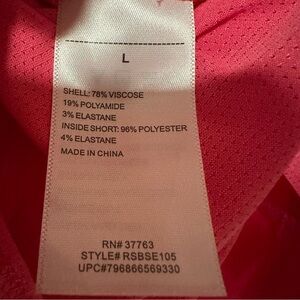 L
SHELL: 78% VISCOSE
19% POLYAMIDE
3% ELASTANE
INSIDE SHORT: 96% POLYESTER
4% ELASTANE
MADE IN CHINA
RN# 37763
STYLE# RSBSE105
UPC#796866569330